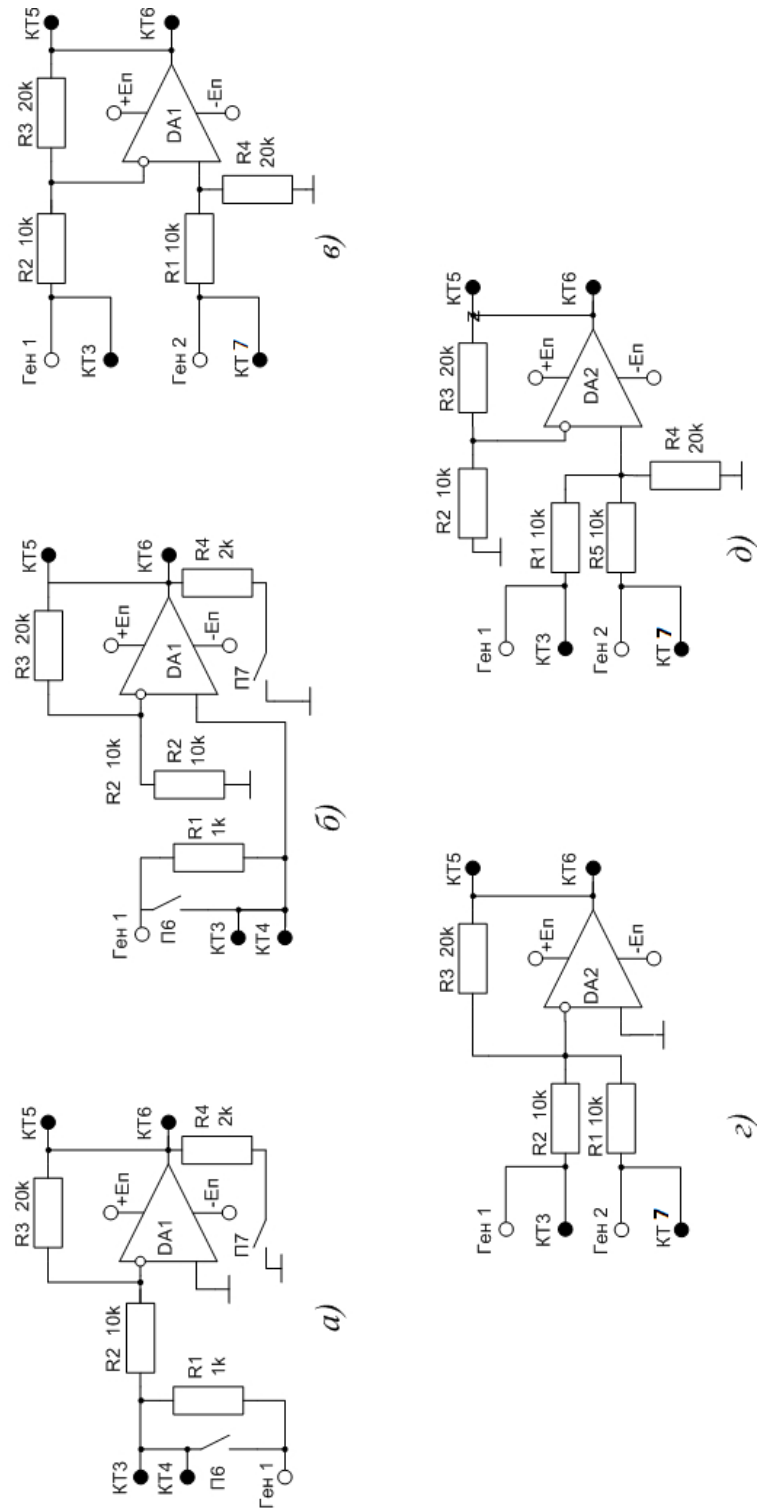 КТ3
КТ4
П6
Ген 1
R1
1k
R2 10k
R3 20k
DA1
+Еп
-Еп
КТ5
КТ6
R4
2k
П7
а)
Ген 1
П6
КТ3
КТ4
R1
1k
R2 10k
R2
10k
R3 20k
DA1
+Еп
-Еп
КТ5
КТ6
R4
2k
П7
б)
Ген 1
КТ3
Ген 2
КТ 7
R2 10k
R1 10k
R3 20k
DA1
+Еп
-Еп
R4
20k
КТ5
КТ6
в)
Ген 1
КТ3
Ген 2
КТ 7
R2 10k
R1 10k
R3 20k
DA2
+Еп
-Еп
КТ5
КТ6
г)
Ген 1
КТ3
Ген 2
КТ 7
R2 10k
R1 10k
R5 10k
R3 20k
DA2
+Еп
-Еп
R4
20k
КТ5
КТ6
д)